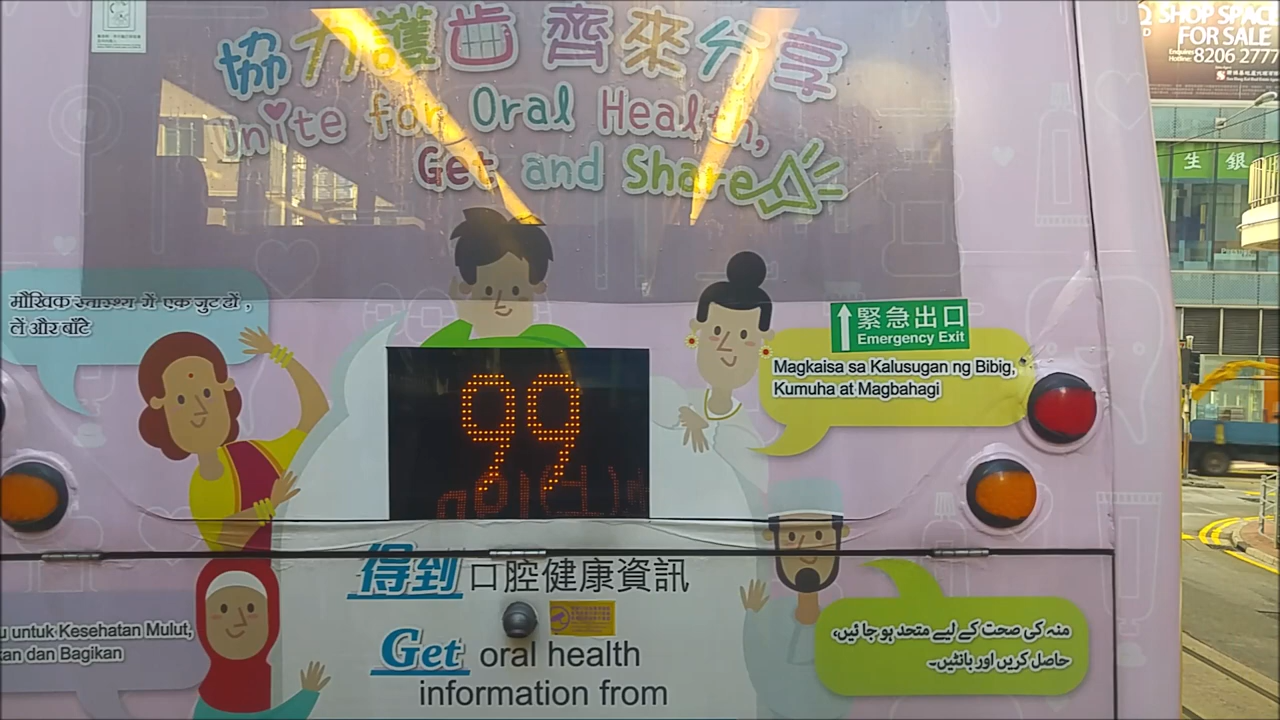 協力護齒 齊來分享
Unite for Oral Health,
Get and Share
SHOP SPACE
FOR SALE
Hotline: 8206 2777
生 銀
मौखिक स्वास्थ्य में एक जुट हों ,
लें और बाँटे
緊急出口
Emergency Exit
Magkaisa sa Kalusugan ng Bibig,
Kumuha at Magbahagi
99
得到口腔健康資訊
Get oral health
information from
untuk Kesehatan Mulut,
dan Bagikan
منہ کی صحت کے لیے متحد ہو جائیں،
حاصل کریں اور بانٹیں۔